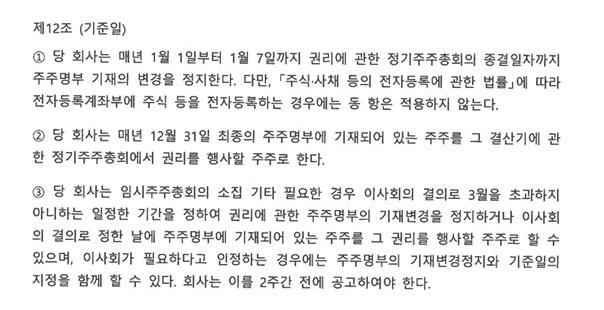 제12조 (기준일)
① 당 회사는 매년 1월 1일부터 1월 7일까지 권리에 관한 정기주주총회의 종결일자까지
주주명부 기재의 변경을 정지한다. 다만, 「주식·사채 등의 전자등록에 관한 법률」에 따라
전자등록계좌부에 주식 등을 전자등록하는 경우에는 동 항은 적용하지 않는다.
② 당 회사는 매년 12월 31일 최종의 주주명부에 기재되어 있는 주주를 그 결산기에 관
한 정기주주총회에서 권리를 행사할 주주로 한다.
③ 당 회사는 임시주주총회의 소집 기타 필요한 경우 이사회의 결의로 3월을 초과하지
아니하는 일정한 기간을 정하여 권리에 관한 주주명부의 기재변경을 정지하거나 이사회
의 결의로 정한 날에 주주명부에 기재되어 있는 주주를 그 권리를 행사할 주주로 할 수
있으며, 이사회가 필요하다고 인정하는 경우에는 주주명부의 기재변경정지와 기준일의
지정을 함께 할 수 있다. 회사는 이를 2주간 전에 공고하여야 한다.